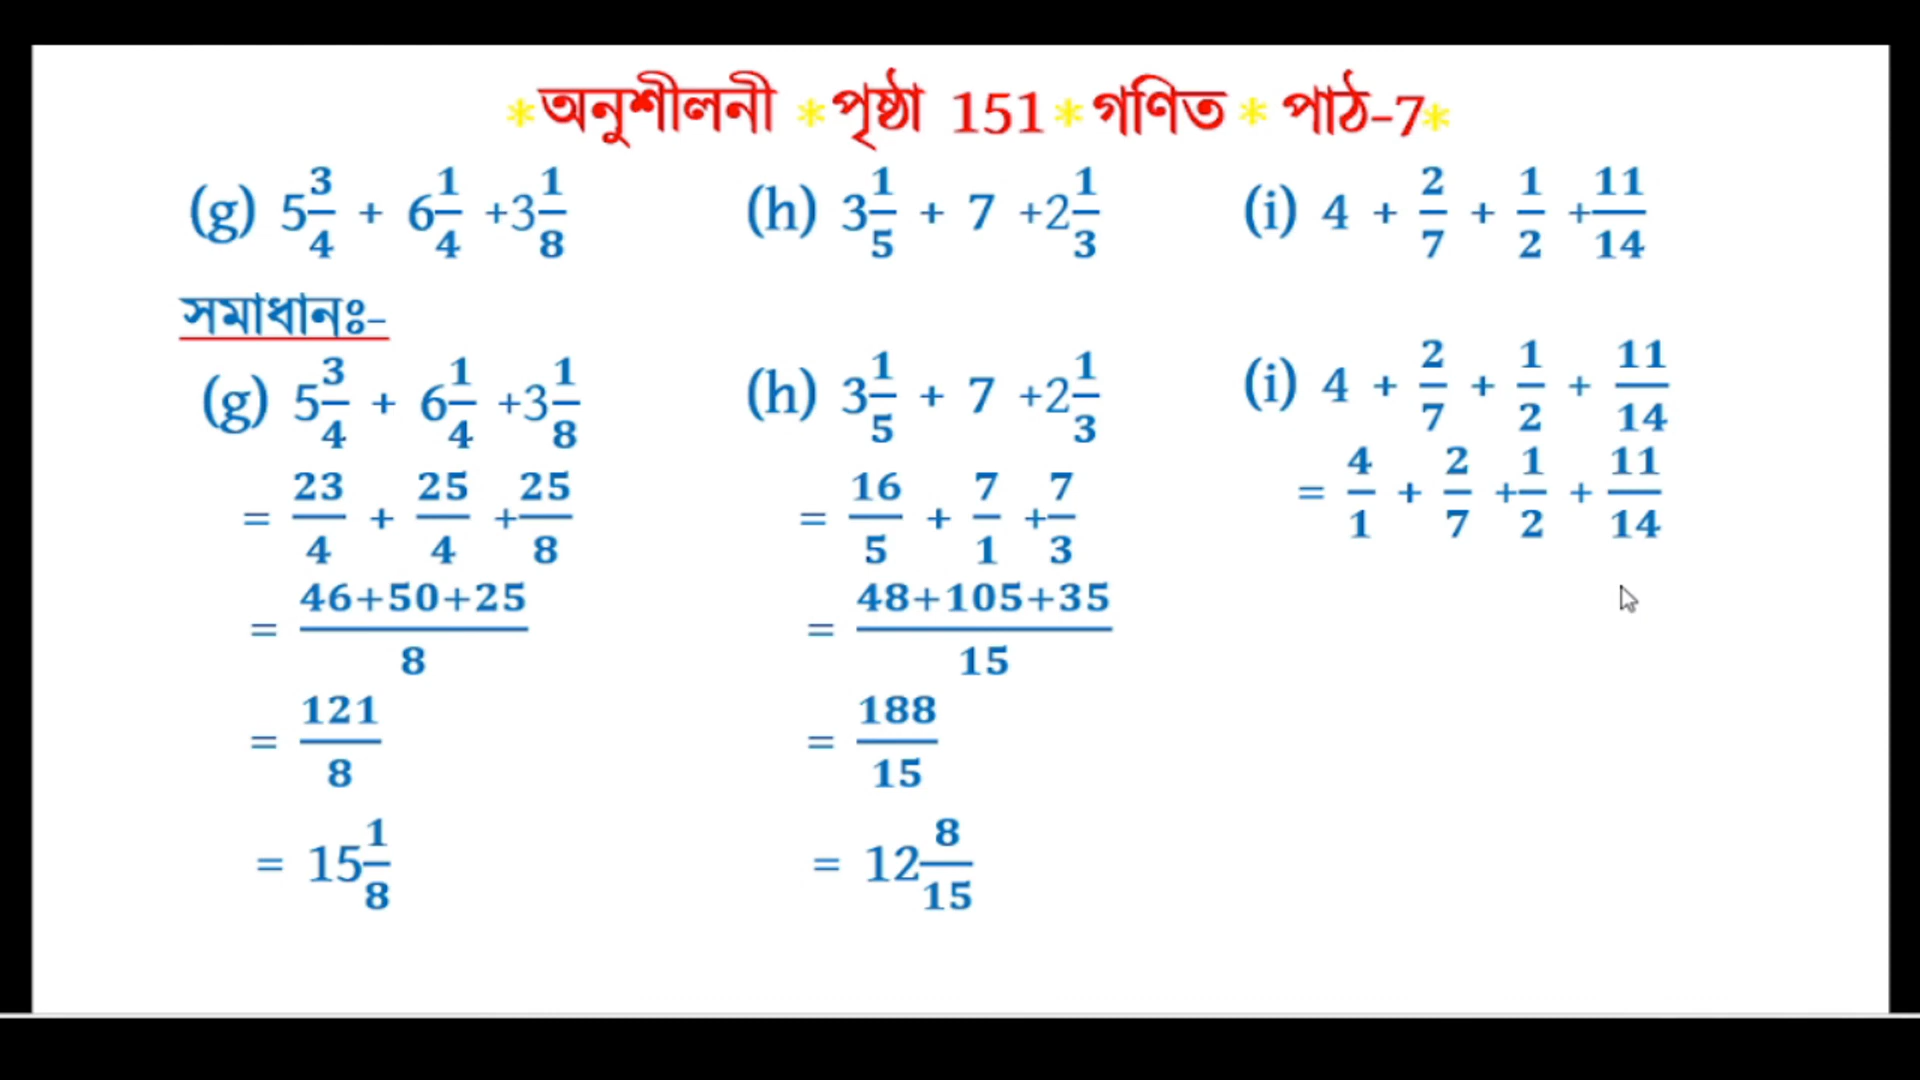 *অনুশীলনী *পৃষ্ঠা 151*গণিত * পাঠ-7*
(g) 5 3/4 + 6 1/4 +3 1/8
(h) 3 1/5 + 7 +2 1/3
(i) 4 + 2/7 + 1/2 +11/14
সমাধানঃ-
(g) 5 3/4 + 6 1/4 +3 1/8
= 23/4 + 25/4 +25/8
= 46+50+25/8
= 121/8
= 15 1/8
(h) 3 1/5 + 7 +2 1/3
= 16/5 + 7/1 +7/3
= 48+105+35/15
= 188/15
= 12 8/15
(i) 4 + 2/7 + 1/2 + 11/14
= 4/1 + 2/7 +1/2 + 11/14